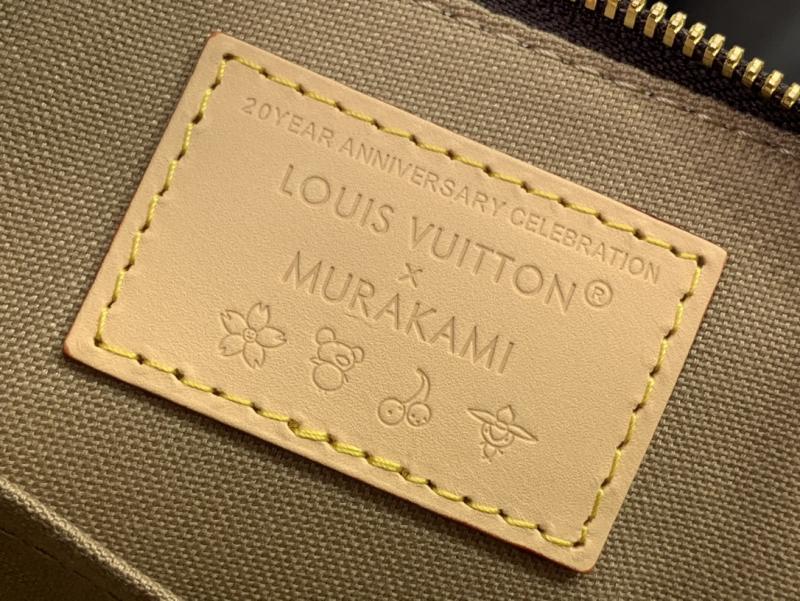 20YEAR ANNIVERSARY CELEBRATION
LOUIS VUITTON®
×
MURAKAMI